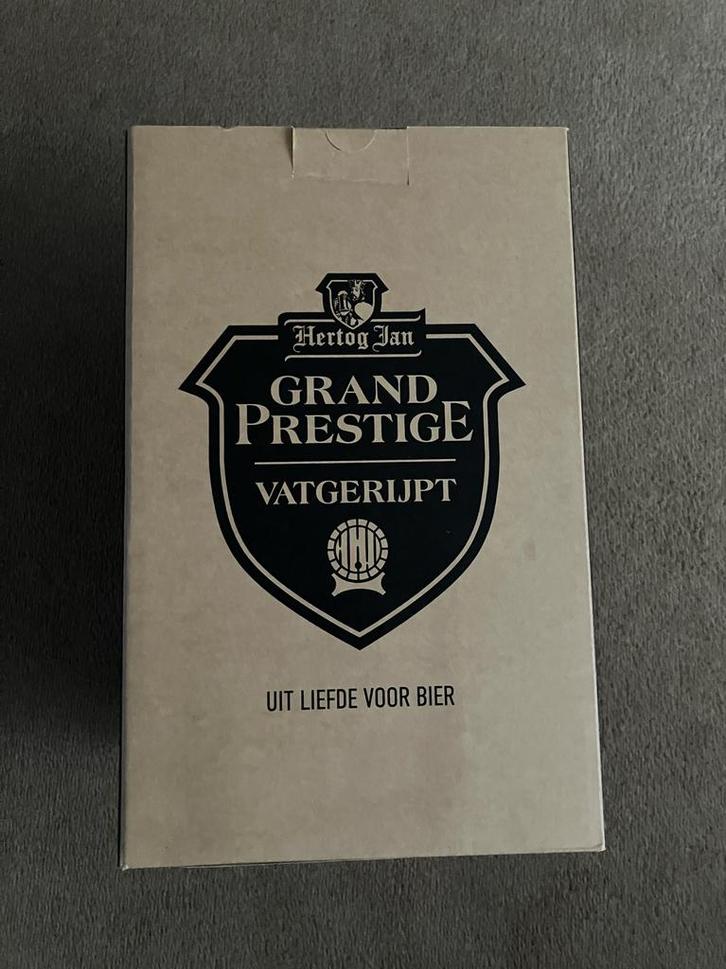 Hertog Jan
GRAND
PRESTIGE
VATGERIJPT
UIT LIEFDE VOOR BIER